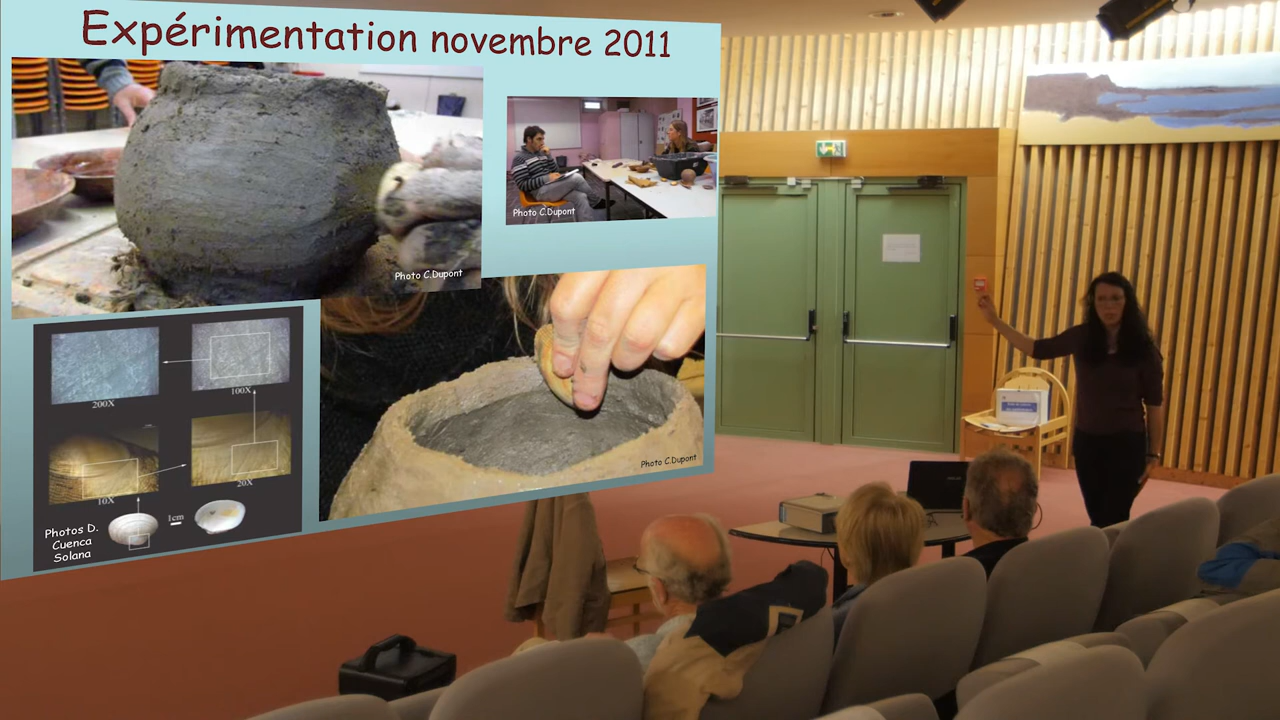 Expérimentation novembre 2011
Photo C.Dupont
Photo C.Dupont
Photo C.Dupont
200X
100X
10X
20X
1cm
Photos D.
Cuenca
Solana